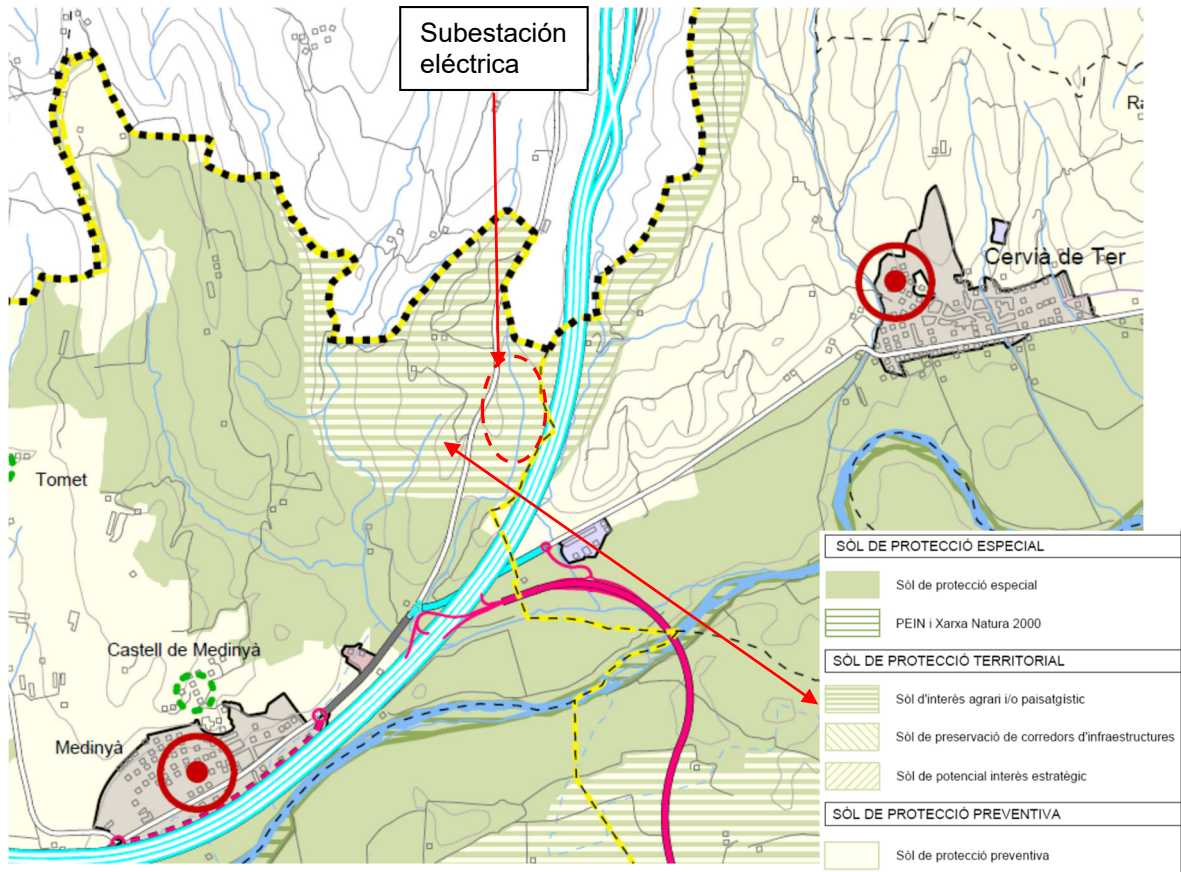 Subestación
eléctrica
Ra
Cervià de Ter
Tomet
Castell de Medinyà
Medinyà
SÒL DE PROTECCIÓ ESPECIAL
Sòl de protecció especial
PEIN i Xarxa Natura 2000
SÒL DE PROTECCIÓ TERRITORIAL
Sòl d'interès agrari i/o paisatgístic
Sòl de preservació de corredors d'infraestructures
Sòl de potencial interès estratègic
SÒL DE PROTECCIÓ PREVENTIVA
Sòl de protecció preventiva